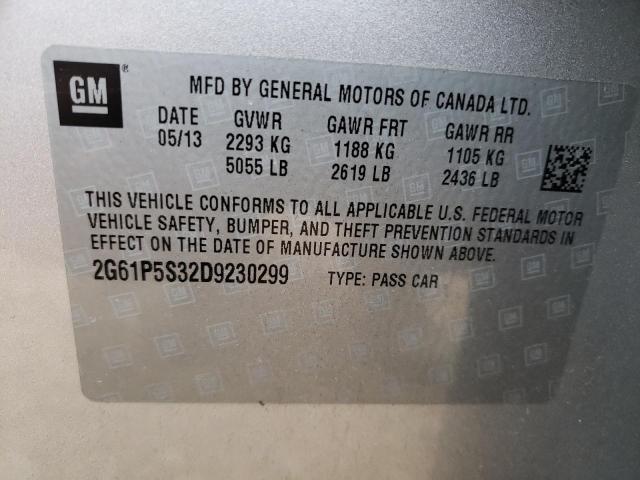 GM ®
MFD BY GENERAL MOTORS OF CANADA LTD.
DATE GVWR GAWR FRT GAWR RR
05/13 2293 KG 1188 KG 1105 KG
5055 LB 2619 LB 2436 LB
THIS VEHICLE CONFORMS TO ALL APPLICABLE U.S. FEDERAL MOTOR
VEHICLE SAFETY, BUMPER, AND THEFT PREVENTION STANDARDS IN
EFFECT ON THE DATE OF MANUFACTURE SHOWN ABOVE.
2G61P5S32D9230299 TYPE: PASS CAR